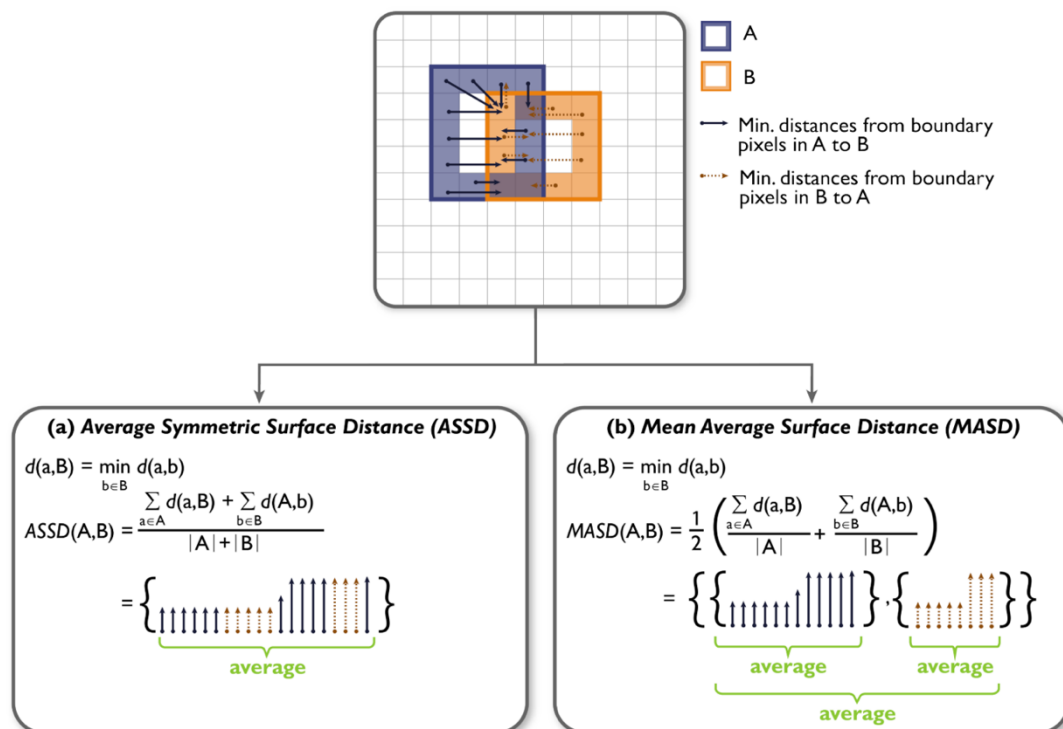 A
B
Min. distances from boundary
pixels in A to B
Min. distances from boundary
pixels in B to A
(a) Average Symmetric Surface Distance (ASSD)
d(a,B) = min d(a,b)
b∈B
∑ d(a,B) + ∑ d(A,b)
a∈A b∈B
ASSD(A,B) =
|A| + |B|
= { }
average
(b) Mean Average Surface Distance (MASD)
d(a,B) = min d(a,b)
b∈B
∑ d(a,B) ∑ d(A,b)
a∈A b∈B
MASD(A,B) = 1/2 ( + )
|A| |B|
= { { } , { } }
average average
average